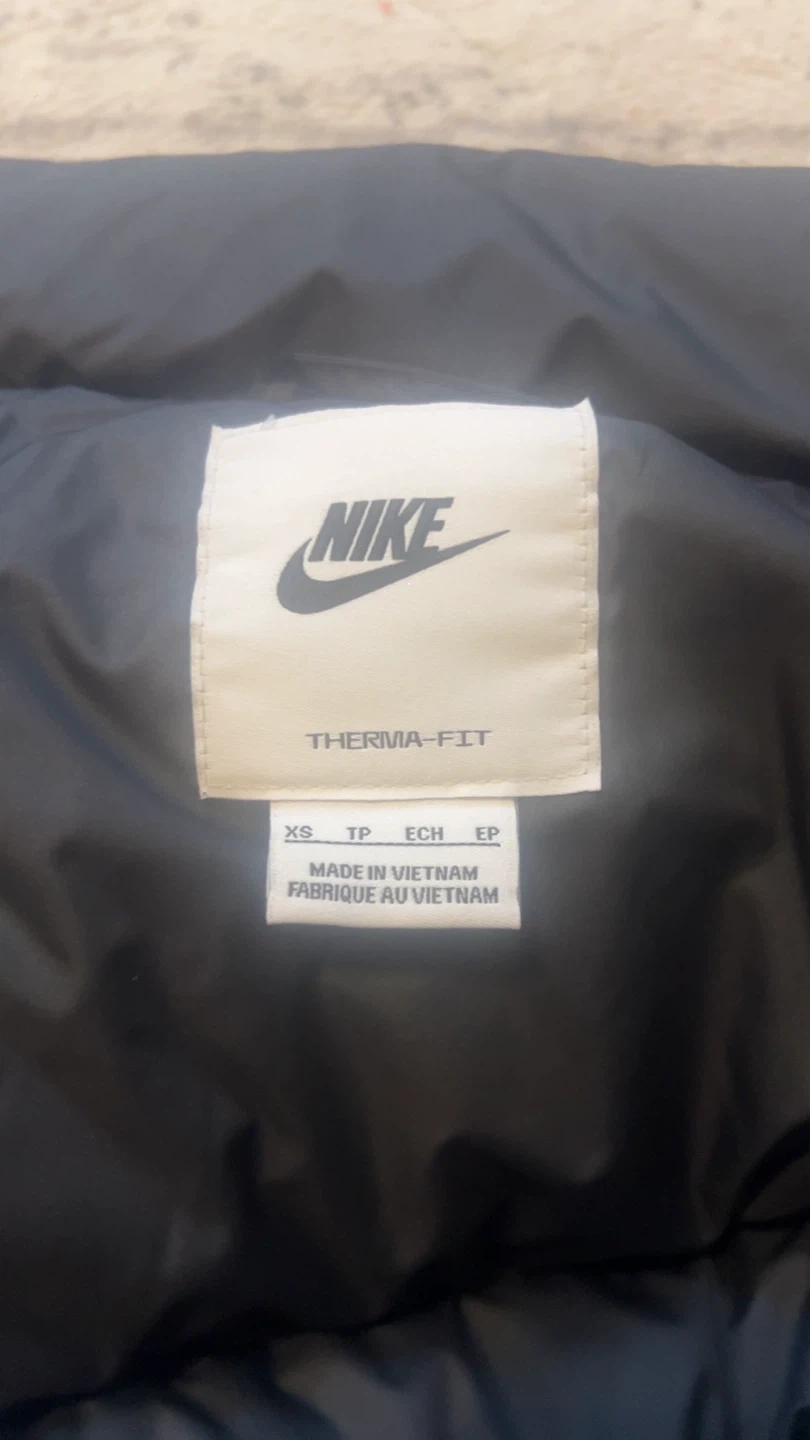 NIKE
THERMA-FIT
XS TP ECH EP
MADE IN VIETNAM
FABRIQUE AU VIETNAM